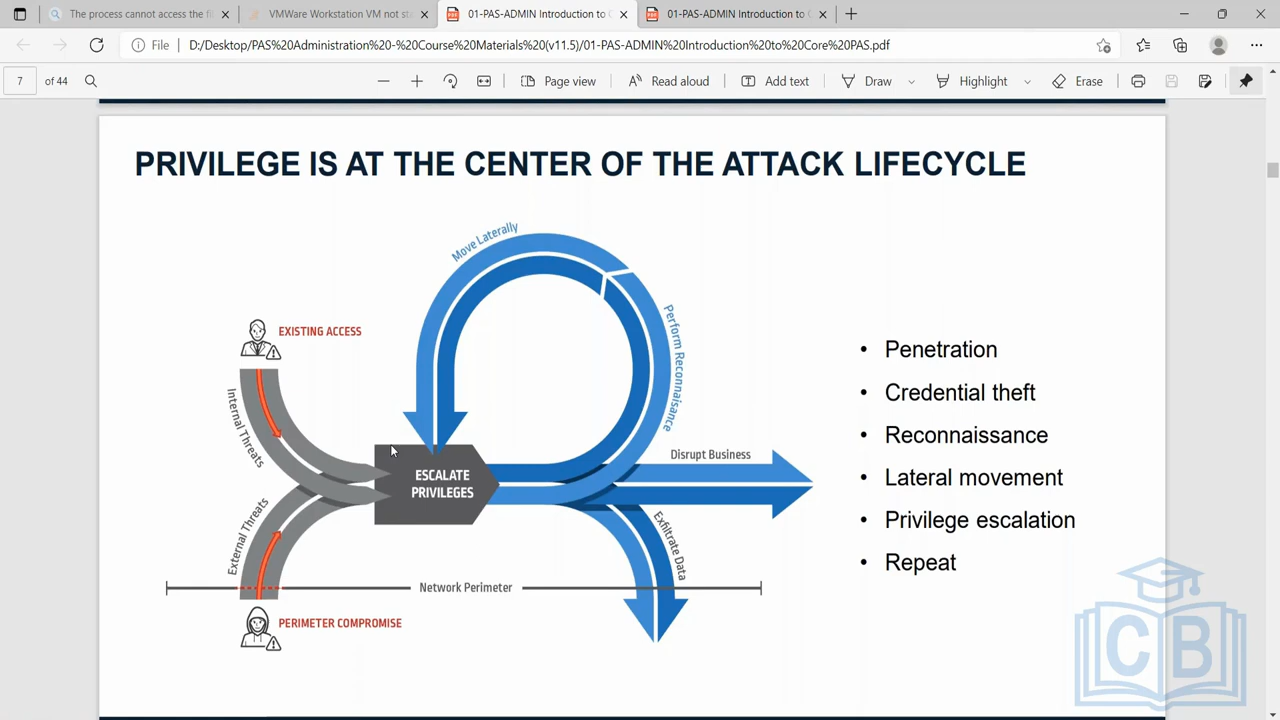 The process cannot access the fil
VMWare Workstation VM not st
01-PAS-ADMIN Introduction to C
01-PAS-ADMIN Introduction to C
File
D:/Desktop/PAS%20Administration%20-%20Course%20Materials%20(v11.5)/01-PAS-ADMIN%20Introduction%20to%20Core%20PAS.pdf
7 of 44
Page view
Read aloud
Add text
Draw
Highlight
Erase
PRIVILEGE IS AT THE CENTER OF THE ATTACK LIFECYCLE
Move Laterally
Perform Reconnaisance
EXISTING ACCESS
Internal Threats
ESCALATE
PRIVILEGES
Disrupt Business
External Threats
Exfiltrate Data
Network Perimeter
PERIMETER COMPROMISE
• Penetration
• Credential theft
• Reconnaissance
• Lateral movement
• Privilege escalation
• Repeat
C B